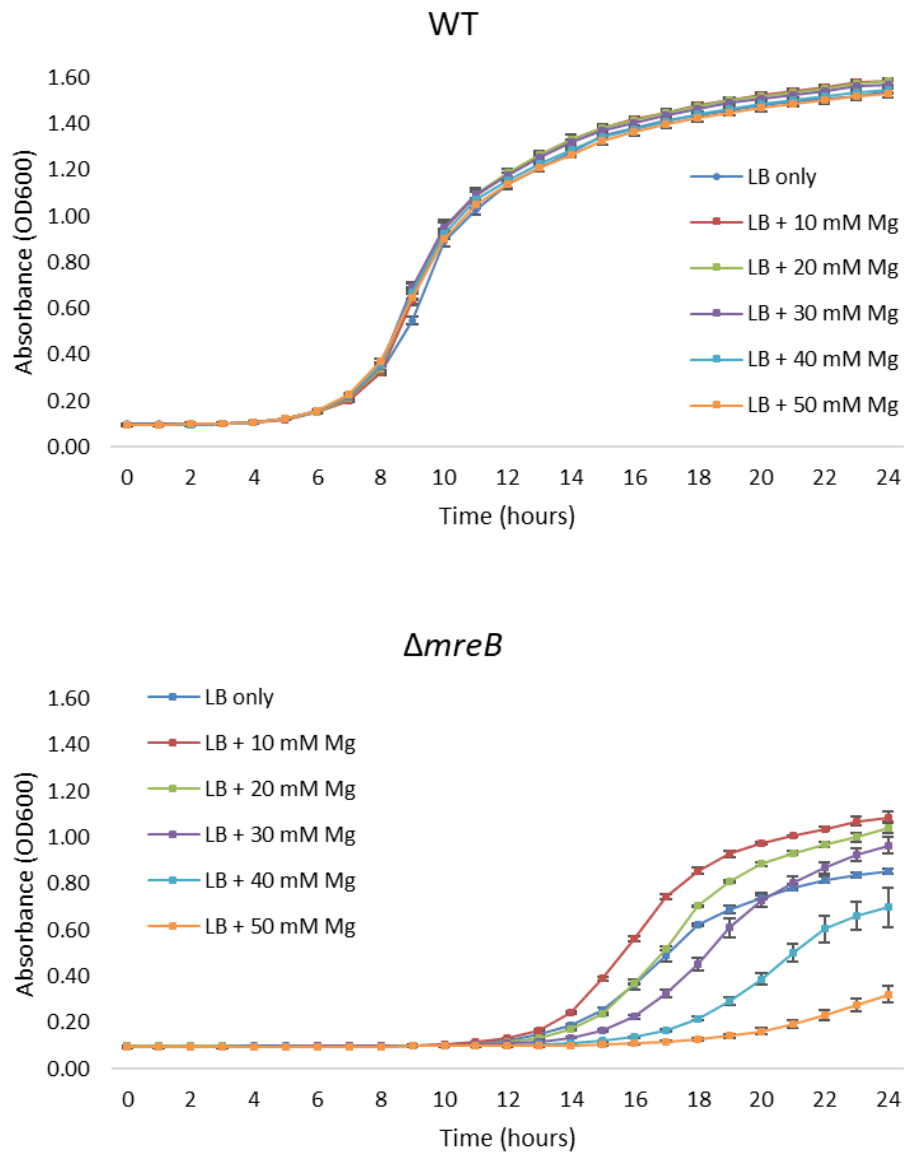 WT
1.60
1.40
1.20
1.00
0.80
0.60
0.40
0.20
0.00
Absorbance (OD600)
LB only
LB + 10 mM Mg
LB + 20 mM Mg
LB + 30 mM Mg
LB + 40 mM Mg
LB + 50 mM Mg
0 2 4 6 8 10 12 14 16 18 20 22 24
Time (hours)
ΔmreB
1.60
1.40
1.20
1.00
0.80
0.60
0.40
0.20
0.00
Absorbance (OD600)
LB only
LB + 10 mM Mg
LB + 20 mM Mg
LB + 30 mM Mg
LB + 40 mM Mg
LB + 50 mM Mg
0 2 4 6 8 10 12 14 16 18 20 22 24
Time (hours)